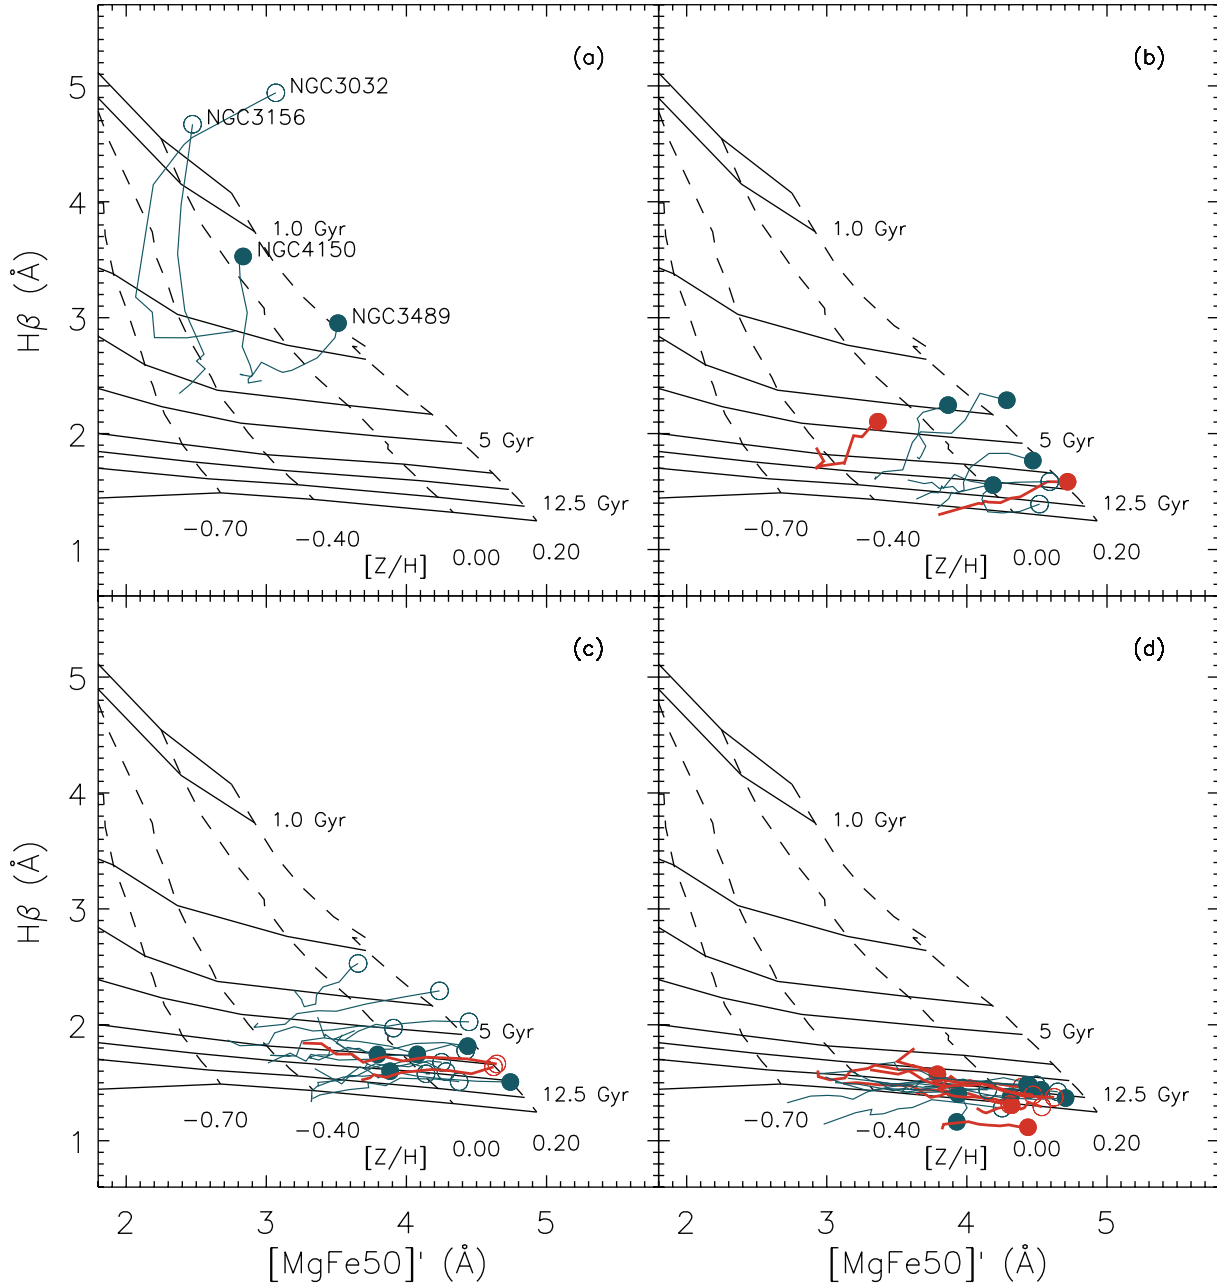 (a)
(b)
5
4
3
2
1
Hβ (Å)
NGC3032
NGC3156
1.0 Gyr
NGC4150
NGC3489
5 Gyr
12.5 Gyr
−0.70
−0.40
0.00
0.20
[Z/H]
1.0 Gyr
5 Gyr
12.5 Gyr
−0.70
−0.40
0.00
0.20
[Z/H]
(c)
(d)
5
4
3
2
1
Hβ (Å)
1.0 Gyr
5 Gyr
12.5 Gyr
−0.70
−0.40
0.00
0.20
[Z/H]
1.0 Gyr
5 Gyr
12.5 Gyr
−0.70
−0.40
0.00
0.20
[Z/H]
2 3 4 5
2 3 4 5
[MgFe50]' (Å)
[MgFe50]' (Å)